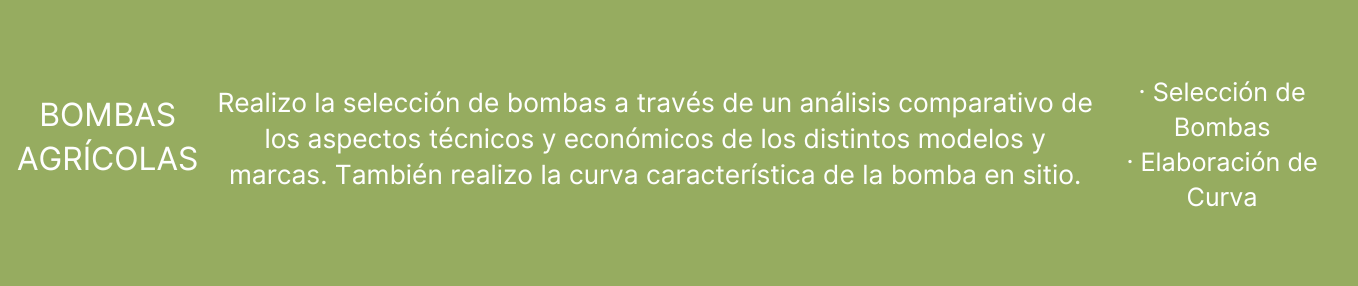 BOMBAS
AGRÍCOLAS
Realizo la selección de bombas a través de un análisis comparativo de
los aspectos técnicos y económicos de los distintos modelos y
marcas. También realizo la curva característica de la bomba en sitio.
· Selección de
Bombas
· Elaboración de
Curva